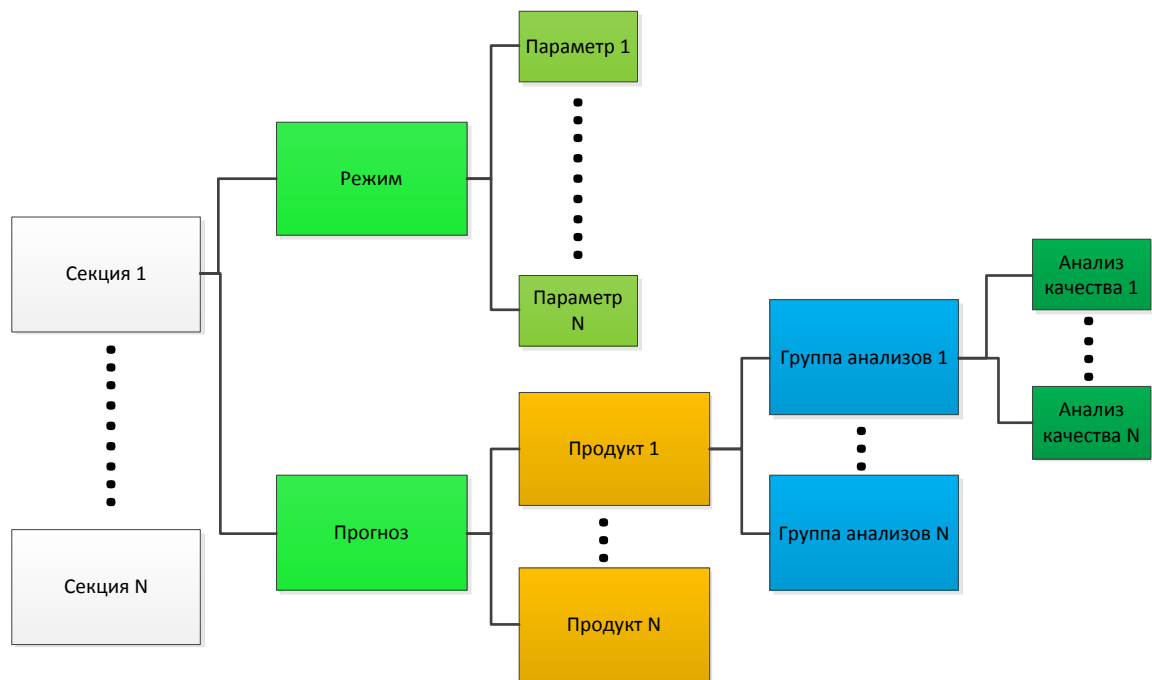 Параметр 1
Режим
Секция 1
Параметр
N
Анализ
качества 1
Группа анализов 1
Анализ
качества N
Продукт 1
Прогноз
Группа анализов N
Секция N
Продукт N